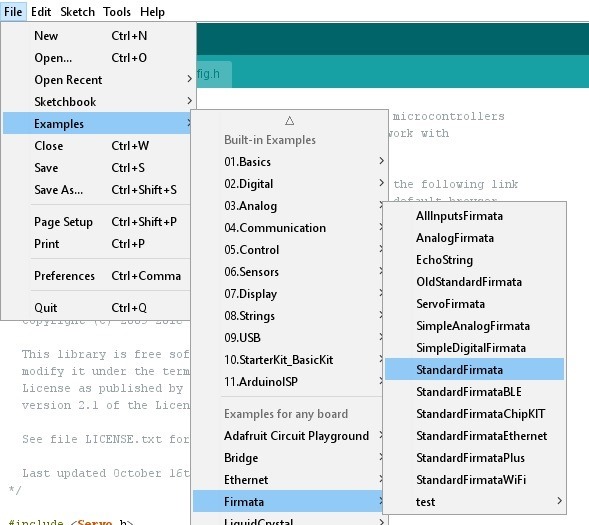 File Edit Sketch Tools Help
New Ctrl+N
Open... Ctrl+O
Open Recent
Sketchbook
Examples
Close Ctrl+W
Save Ctrl+S
Save As... Ctrl+Shift+S
Page Setup Ctrl+Shift+P
Print Ctrl+P
Preferences Ctrl+Comma
Quit Ctrl+Q
fig.h
microcontrollers
work with
the following link
Built-in Examples
01.Basics
02.Digital
03.Analog
04.Communication
05.Control
06.Sensors
07.Display
08.Strings
09.USB
10.StarterKit_BasicKit
11.ArduinoISP
Examples for any board
Adafruit Circuit Playground
Bridge
Ethernet
Firmata
LiquidCrystal
AllInputsFirmata
AnalogFirmata
EchoString
OldStandardFirmata
ServoFirmata
SimpleAnalogFirmata
SimpleDigitalFirmata
StandardFirmata
StandardFirmataBLE
StandardFirmataChipKIT
StandardFirmataEthernet
StandardFirmataPlus
StandardFirmataWiFi
test
This library is free sof
modify it under the term
License as published by
version 2.1 of the Licen
See file LICENSE.txt for
Last updated October 16t
*/
#include <Servo.h>